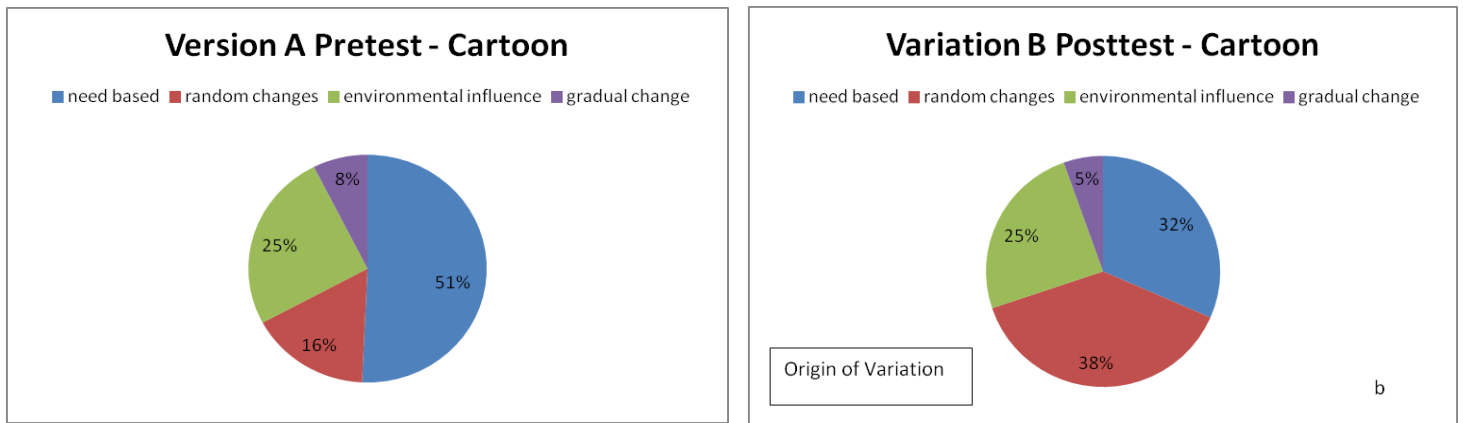 Version A Pretest - Cartoon
need based random changes environmental influence gradual change
8%
25%
51%
16%
Variation B Posttest - Cartoon
need based random changes environmental influence gradual change
5%
32%
25%
38%
Origin of Variation
b